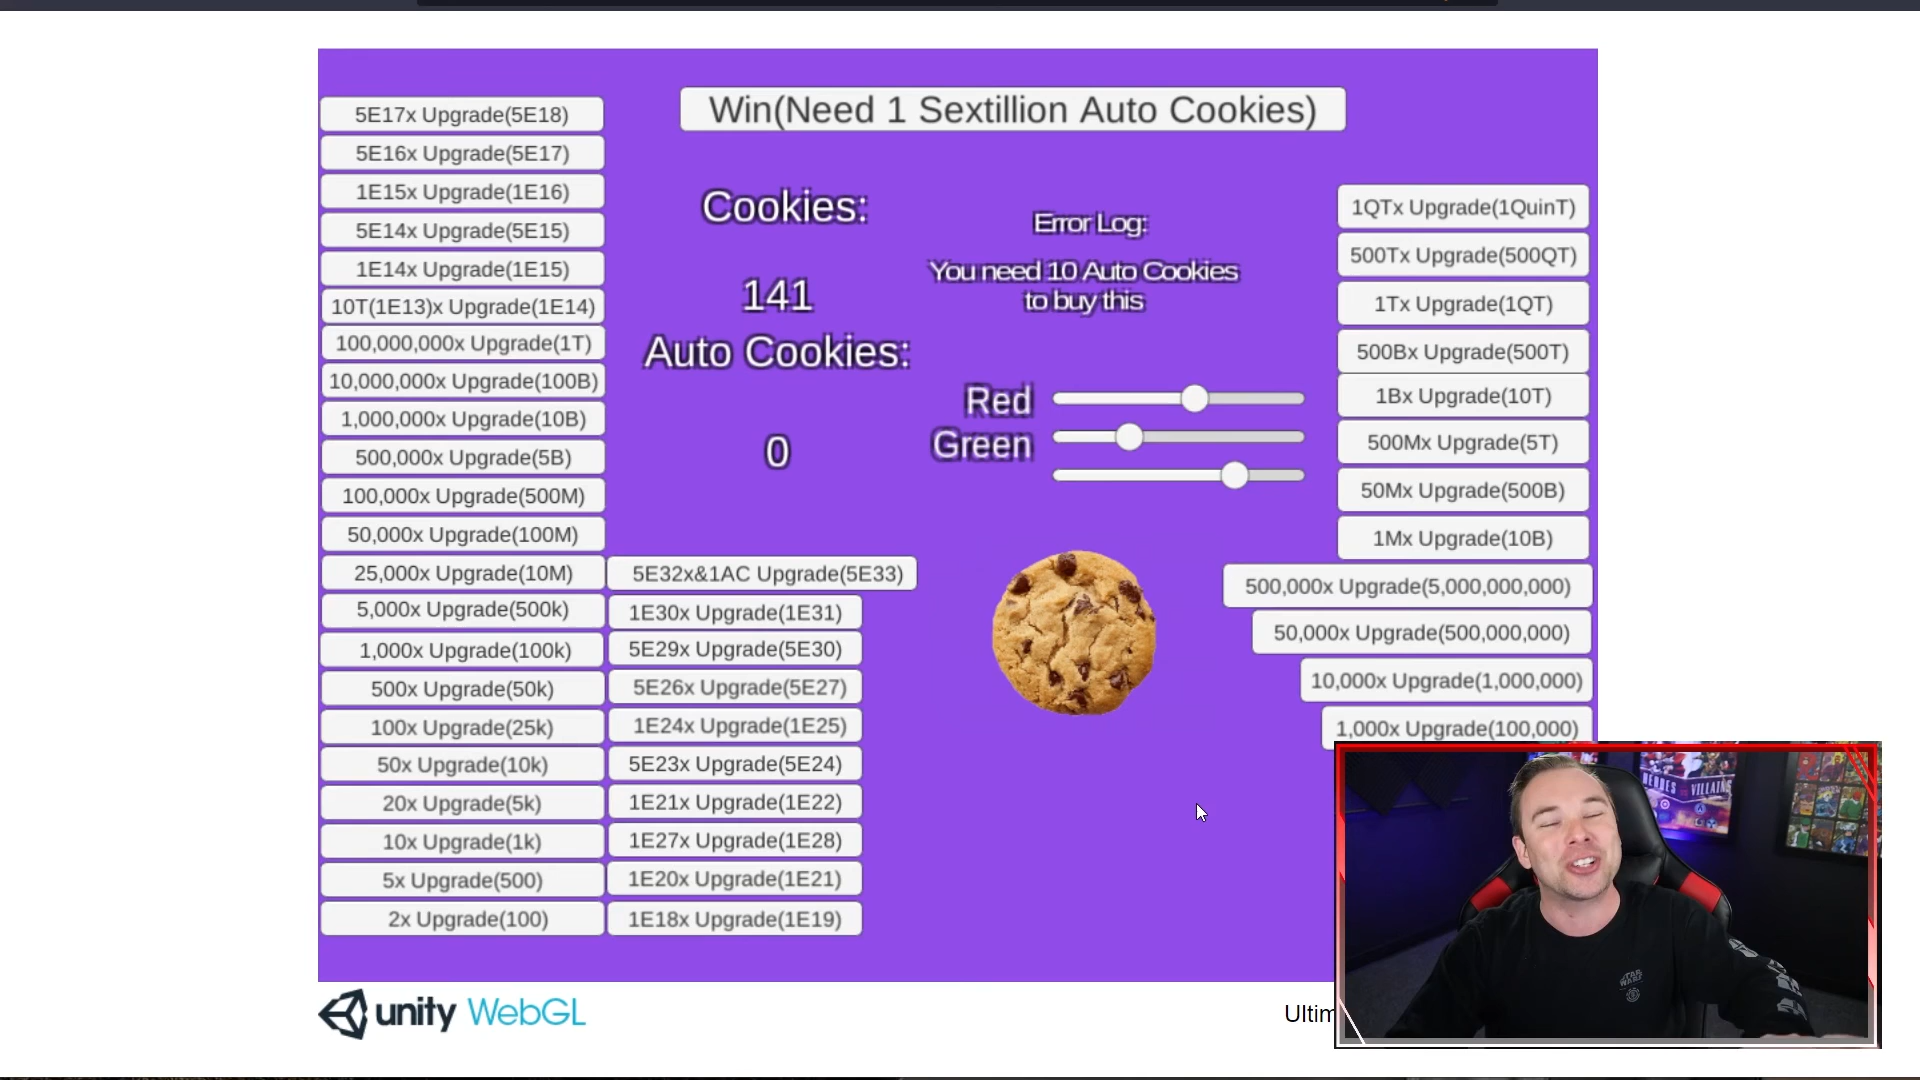 Win(Need 1 Sextillion Auto Cookies)
5E17x Upgrade(5E18)
5E16x Upgrade(5E17)
1E15x Upgrade(1E16)
5E14x Upgrade(5E15)
1E14x Upgrade(1E15)
10T(1E13)x Upgrade(1E14)
100,000,000x Upgrade(1T)
10,000,000x Upgrade(100B)
1,000,000x Upgrade(10B)
500,000x Upgrade(5B)
100,000x Upgrade(500M)
50,000x Upgrade(100M)
25,000x Upgrade(10M)
5,000x Upgrade(500k)
1,000x Upgrade(100k)
500x Upgrade(50k)
100x Upgrade(25k)
50x Upgrade(10k)
20x Upgrade(5k)
10x Upgrade(1k)
5x Upgrade(500)
2x Upgrade(100)
5E32x&1AC Upgrade(5E33)
1E30x Upgrade(1E31)
5E29x Upgrade(5E30)
5E26x Upgrade(5E27)
1E24x Upgrade(1E25)
5E23x Upgrade(5E24)
1E21x Upgrade(1E22)
1E27x Upgrade(1E28)
1E20x Upgrade(1E21)
1E18x Upgrade(1E19)
Cookies:
141
Auto Cookies:
0
Error Log:
You need 10 Auto Cookies
to buy this
Red
Green
1QTx Upgrade(1QuinT)
500Tx Upgrade(500QT)
1Tx Upgrade(1QT)
500Bx Upgrade(500T)
1Bx Upgrade(10T)
500Mx Upgrade(5T)
50Mx Upgrade(500B)
1Mx Upgrade(10B)
500,000x Upgrade(5,000,000,000)
50,000x Upgrade(500,000,000)
10,000x Upgrade(1,000,000)
1,000x Upgrade(100,000)
HEROES VILLAINS
STAR
WARS
unity WebGL
Ultim